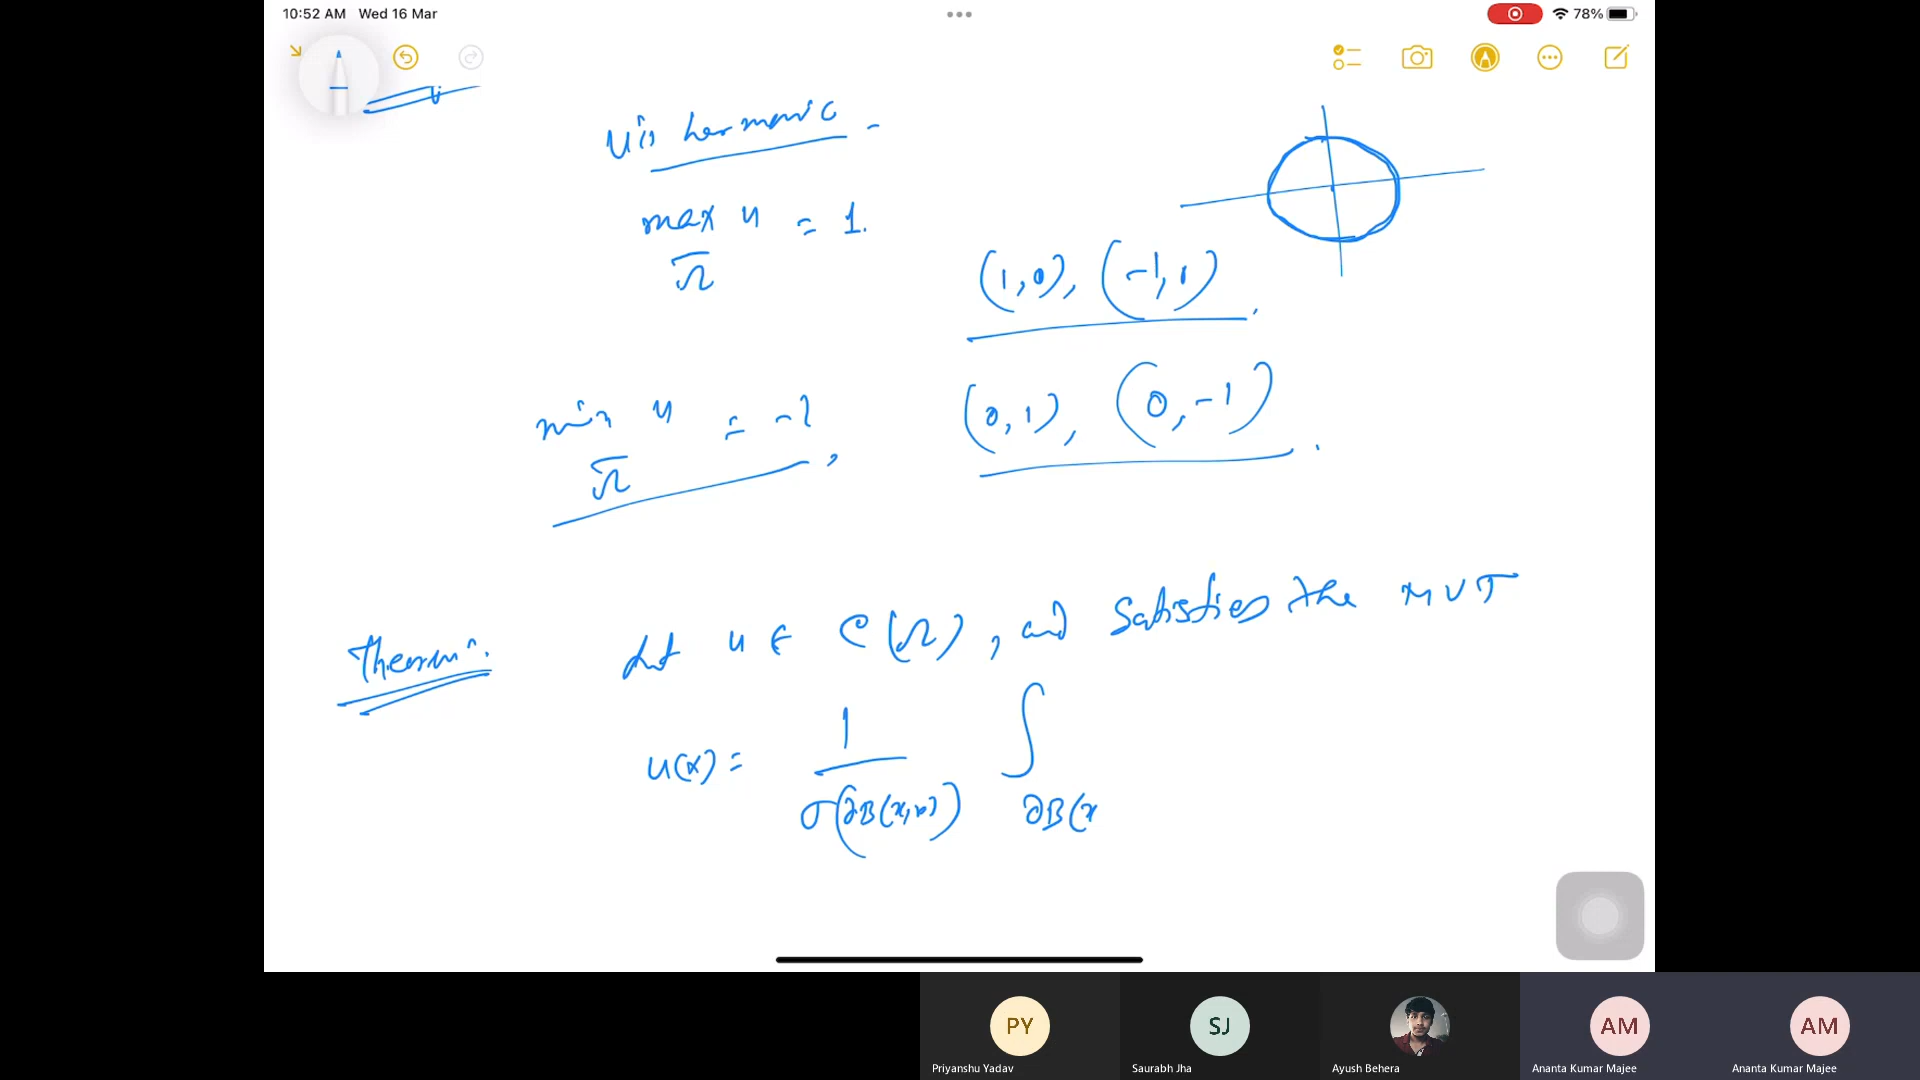 10:52 AM Wed 16 Mar
78%
u is harmonic -
max u = 1.
Ω̅
(1,0), (-1,0).
min u = -1,
Ω̅
(0,1), (0,-1).
Theorem:
Let u ∈ C(Ω), and satisfies the MVT
u(x) = 1/σ(∂B(x,r)) ∫ ∂B(x
PY SJ AM AM
Priyanshu Yadav Saurabh Jha Ayush Behera Ananta Kumar Majee Ananta Kumar Majee